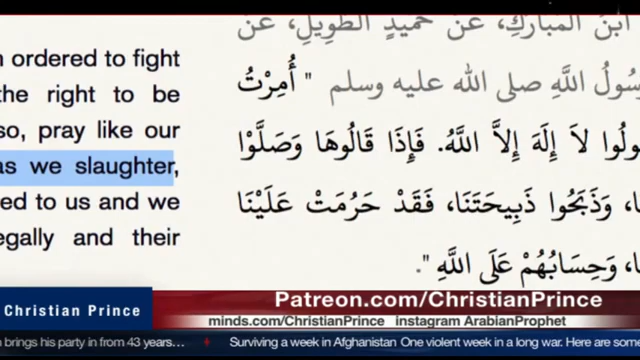 ordered to fight
the right to be
so, pray like our
as we slaughter,
ed to us and we
egally and their
ابْنُ الْمُبَارَكِ، عَنْ حُمَيْدٍ الطَّوِيلِ، عَنْ
رَسُولُ اللَّهِ صلى الله عليه وسلم " أُمِرْتُ
يَقُولُوا لاَ إِلَهَ إِلاَّ اللَّهُ. فَإِذَا قَالُوهَا وَصَلَّوْا
وَذَبَحُوا ذَبِيحَتَنَا، فَقَدْ حَرُمَتْ عَلَيْنَا
وَحِسَابُهُمْ عَلَى اللَّهِ ".
Christian Prince
Patreon.com/ChristianPrince
minds.com/ChristianPrince instagram ArabianProphet
brings his party in from 43 years… + Surviving a week in Afghanistan One violent week in a long war. Here are some